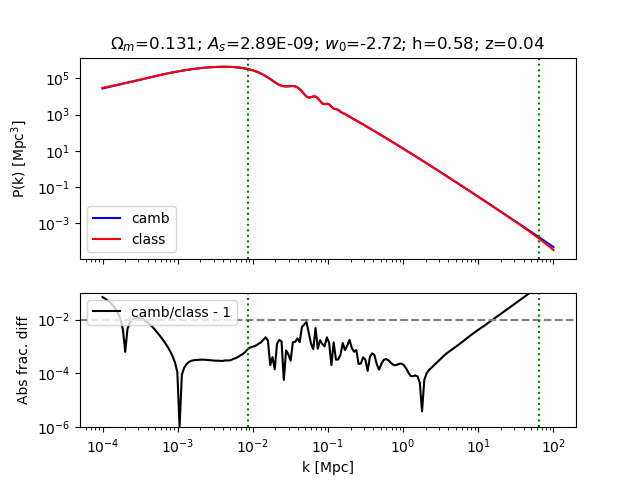 Ωₘ=0.131; Aₛ=2.89E-09; w₀=-2.72; h=0.58; z=0.04
P(k) [Mpc³]
10⁵
10³
10¹
10⁻¹
10⁻³
camb
class
Abs frac. diff
10⁻²
10⁻⁴
10⁻⁶
camb/class - 1
10⁻⁴ 10⁻³ 10⁻² 10⁻¹ 10⁰ 10¹ 10²
k [Mpc]